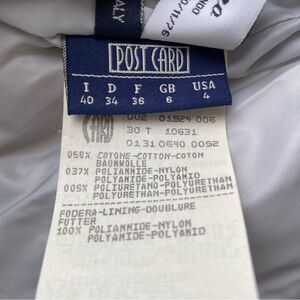 ALY
POST CARD
I D F GB USA
40 34 36 6 4
002 01924 006
30 T 10631
01310640 0092
058% COTONE-COTTON-COTON
BAUMWOLLE
037% POLIAMMIDE-NYLON
POLYAMIDE-POLYAMID
005% POLIURETANO-POLYURETHAN
POLYURETHAN-POLYURETHAN
FODERA-LINING-DOUBLURE
FUTTER
100% POLIAMMIDE-NYLON
POLYAMIDE-POLYAMID